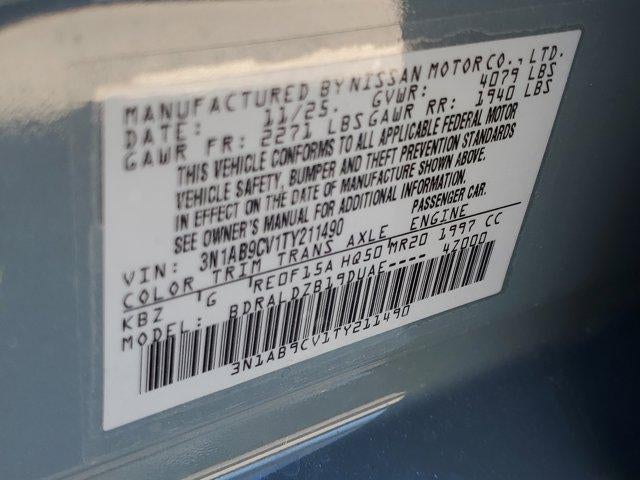 MANUFACTURED BY NISSAN MOTOR CO., LTD.
DATE: 11/25. GVWR: 4079 LBS
GAWR FR: 2271 LBS GAWR RR: 1940 LBS
THIS VEHICLE CONFORMS TO ALL APPLICABLE FEDERAL MOTOR
VEHICLE SAFETY, BUMPER AND THEFT PREVENTION STANDARDS
IN EFFECT ON THE DATE OF MANUFACTURE SHOWN ABOVE.
SEE OWNER'S MANUAL FOR ADDITIONAL INFORMATION.
VIN: 3N1AB9CV1TY211490 PASSENGER CAR.
COLOR TRIM TRANS AXLE ENGINE
KBZ G RE0F15A HQ50 MR20 1997 CC
MODEL: BDRALDZB19DUAE---- 4Z000
3N1AB9CV1TY211490